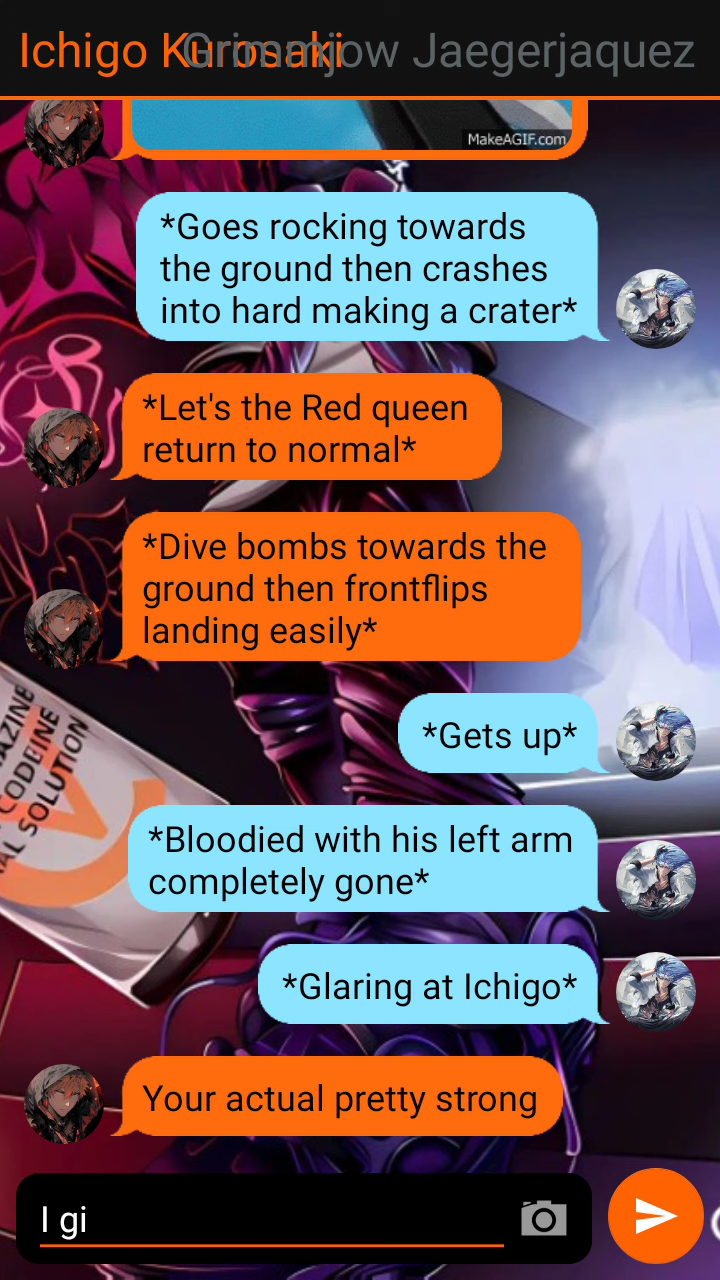 Ichigo Kurosaki
Grimmjow Jaegerjaquez
MakeAGIF.com
*Goes rocking towards
the ground then crashes
into hard making a crater*
*Let's the Red queen
return to normal*
*Dive bombs towards the
ground then frontflips
landing easily*
*Gets up*
AZINE
CODEINE
AL SOLUTION
*Bloodied with his left arm
completely gone*
*Glaring at Ichigo*
Your actual pretty strong
I gi